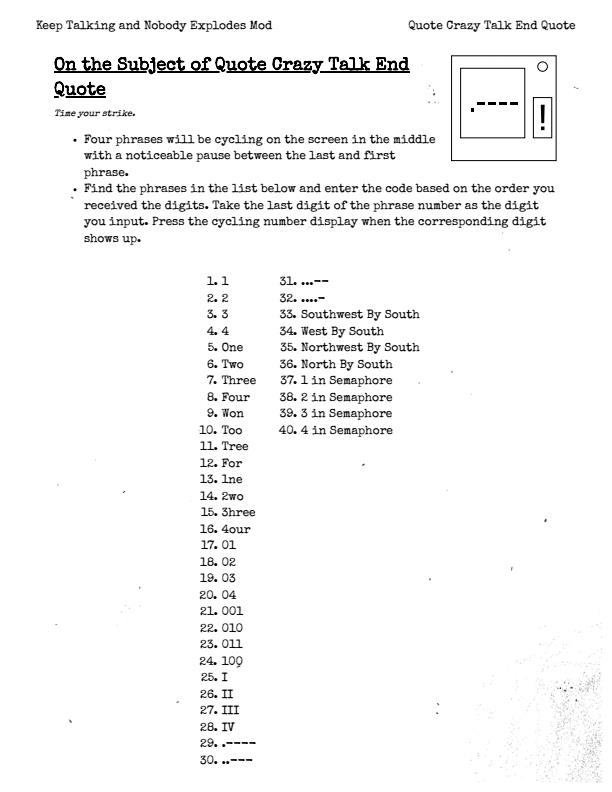 Keep Talking and Nobody Explodes Mod
Quote Crazy Talk End Quote
On the Subject of Quote Crazy Talk End
Quote
Time your strike.
• Four phrases will be cycling on the screen in the middle
with a noticeable pause between the last and first
phrase.
• Find the phrases in the list below and enter the code based on the order you
received the digits. Take the last digit of the phrase number as the digit
you input. Press the cycling number display when the corresponding digit
shows up.
.----
!
1. 1
2. 2
3. 3
4. 4
5. One
6. Two
7. Three
8. Four
9. Won
10. Too
11. Tree
12. For
13. 1ne
14. 2wo
15. 3hree
16. 4our
17. 01
18. 02
19. 03
20. 04
21. 001
22. 010
23. 011
24. 100
25. I
26. II
27. III
28. IV
29. .----
30. ..---
31. ...--
32. ....-
33. Southwest By South
34. West By South
35. Northwest By South
36. North By South
37. 1 in Semaphore
38. 2 in Semaphore
39. 3 in Semaphore
40. 4 in Semaphore